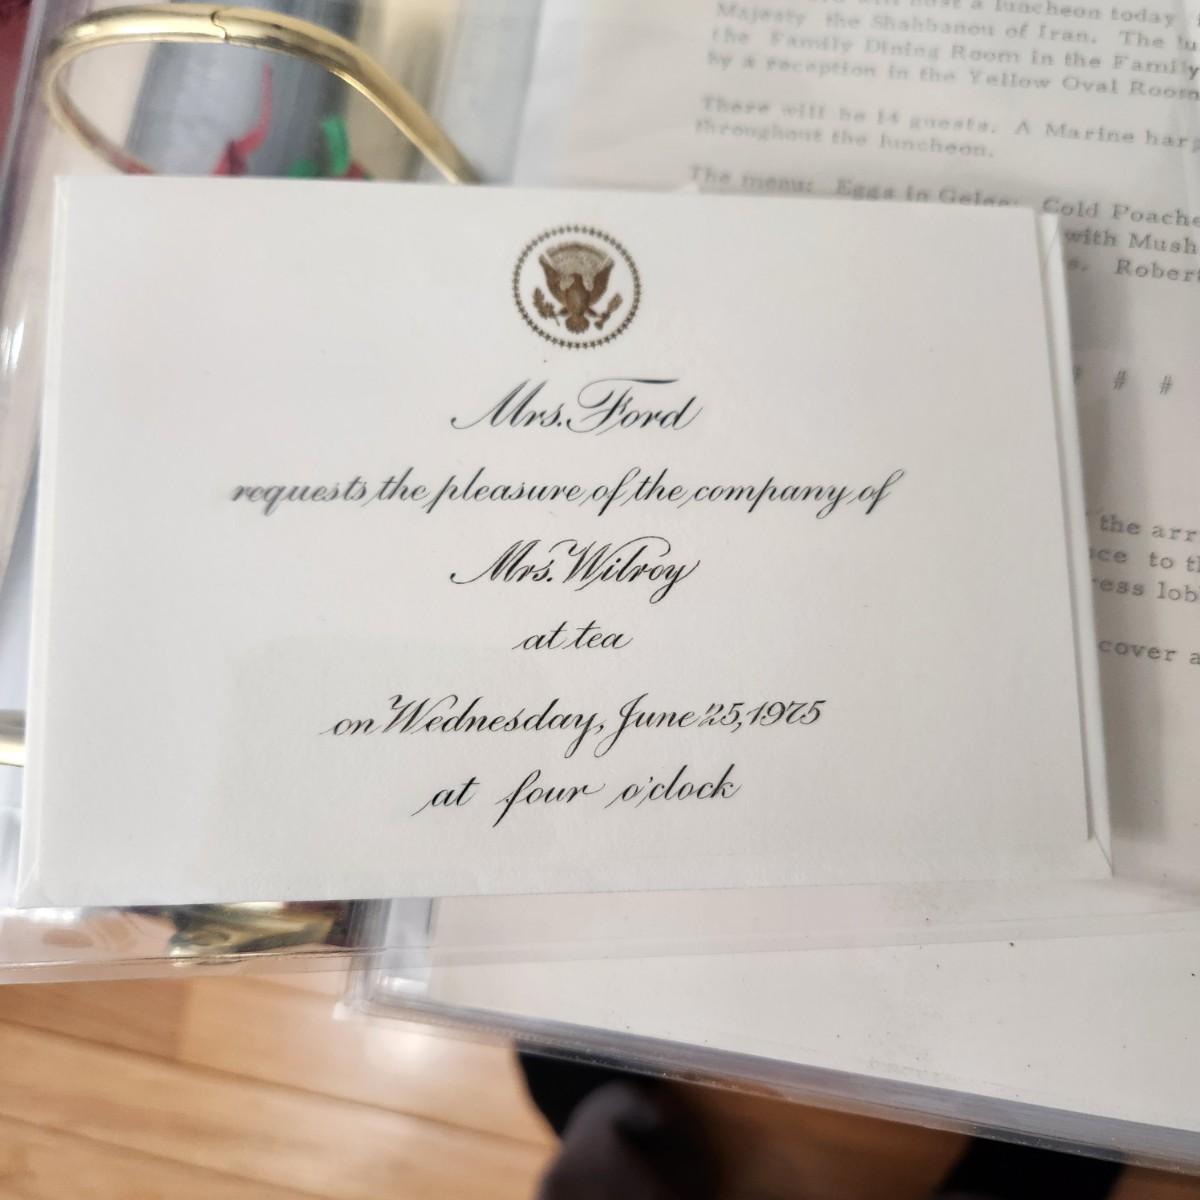 a luncheon today
Majesty the Shahbanou of Iran. The
the Family Dining Room in the Family
by a reception in the Yellow Oval Room
There will be 14 guests. A Marine
throughout the luncheon.
The menu: Eggs in Gelee; Cold
with
Robert
# #
Mrs. Ford
requests the pleasure of the company of
Mrs. Wilroy
at tea
on Wednesday, June 25, 1975
at four o'clock
the
to
cover